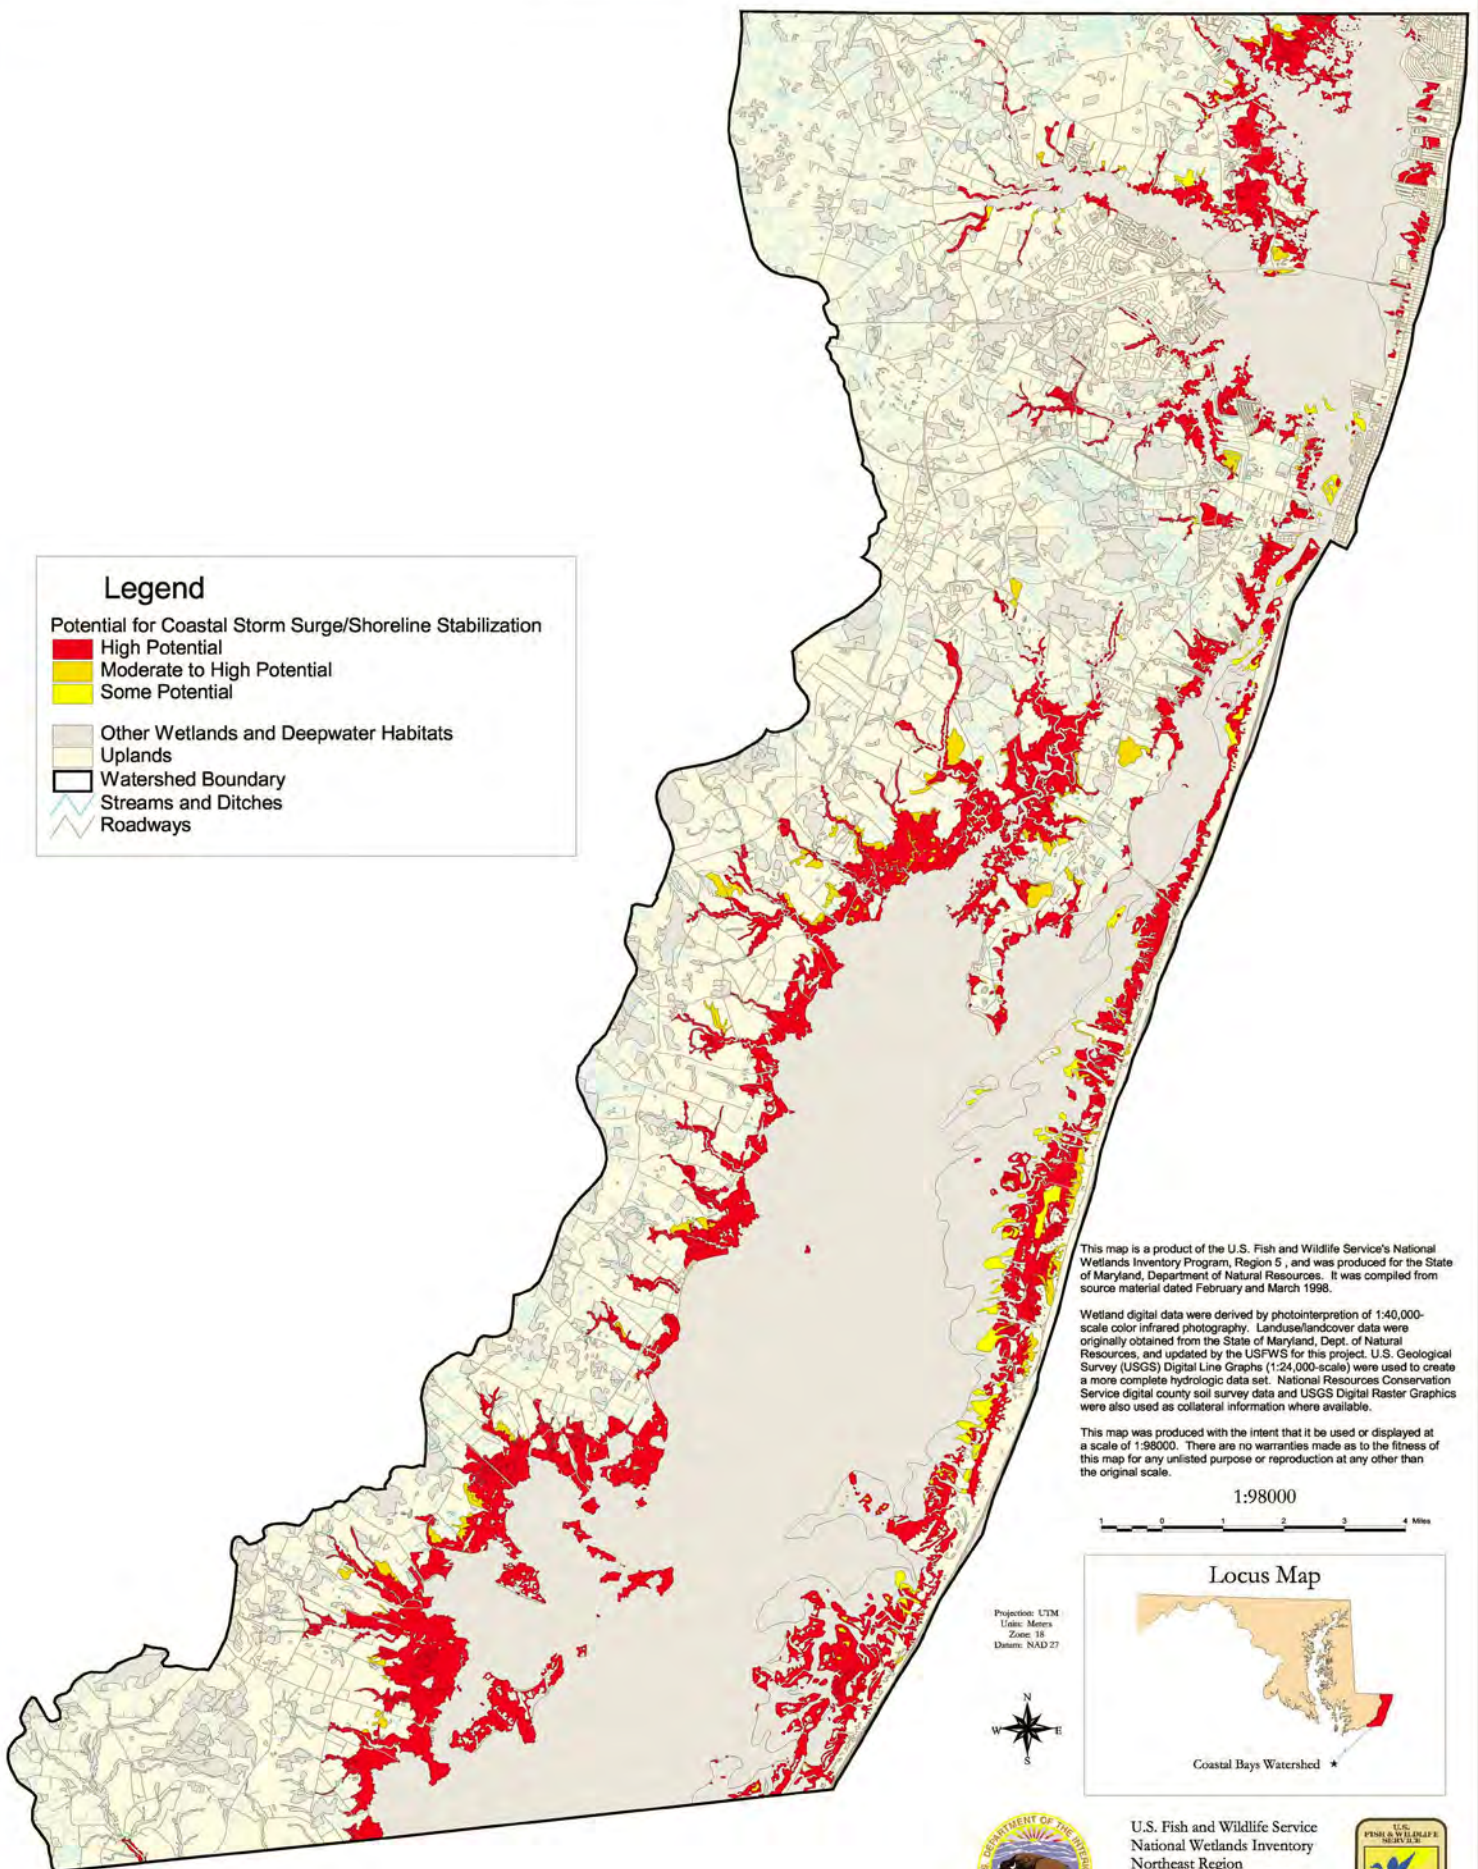 Legend
Potential for Coastal Storm Surge/Shoreline Stabilization
High Potential
Moderate to High Potential
Some Potential
Other Wetlands and Deepwater Habitats
Uplands
Watershed Boundary
Streams and Ditches
Roadways
This map is a product of the U.S. Fish and Wildlife Service's National
Wetlands Inventory Program, Region 5 , and was produced for the State
of Maryland, Department of Natural Resources. It was compiled from
source material dated February and March 1998.
Wetland digital data were derived by photointerpretion of 1:40,000-
scale color infrared photography. Landuse/landcover data were
originally obtained from the State of Maryland, Dept. of Natural
Resources, and updated by the USFWS for this project. U.S. Geological
Survey (USGS) Digital Line Graphs (1:24,000-scale) were used to create
a more complete hydrologic data set. National Resources Conservation
Service digital county soil survey data and USGS Digital Raster Graphics
were also used as collateral information where available.
This map was produced with the intent that it be used or displayed at
a scale of 1:98000. There are no warranties made as to the fitness of
this map for any unlisted purpose or reproduction at any other than
the original scale.
1:98000
1 0 1 2 3 4 Miles
Locus Map
Coastal Bays Watershed ★
Projection: UTM
Units: Meters
Zone: 18
Datum: NAD 27
N
W E
S
DEPARTMENT OF THE INTERI
U.S. Fish and Wildlife Service
National Wetlands Inventory
Northeast Region
U.S.
FISH & WILDLIFE
SERVICE